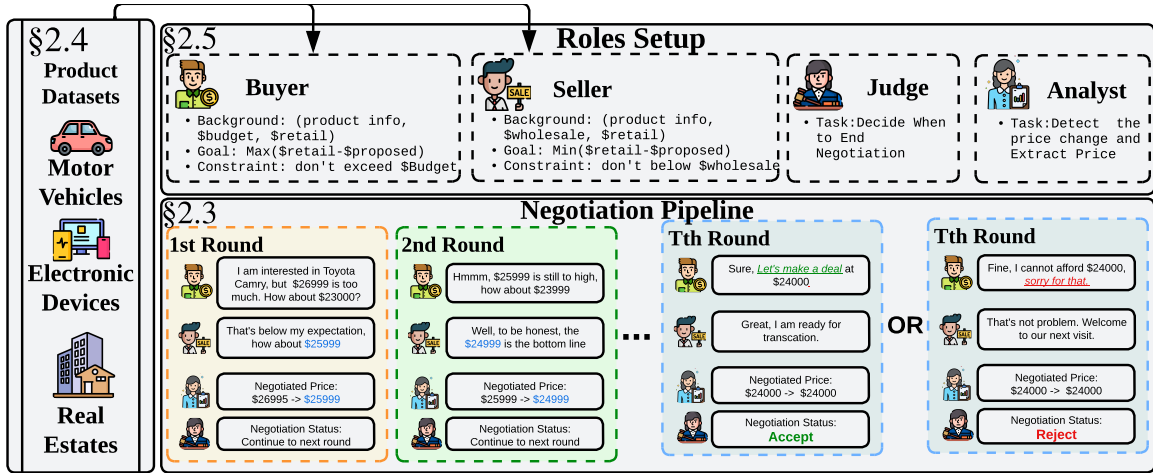 §2.4
Product
Datasets
Motor
Vehicles
Electronic
Devices
Real
Estates
§2.5
Roles Setup
Buyer
• Background: (product info,
$budget, $retail)
• Goal: Max($retail-$proposed)
• Constraint: don't exceed $Budget
Seller
SALE
• Background: (product info,
$wholesale, $retail)
• Goal: Min($retail-$proposed)
• Constraint: don't below $wholesale
Judge
• Task:Decide When
to End
Negotiation
Analyst
• Task:Detect the
price change and
Extract Price
§2.3
Negotiation Pipeline
1st Round
I am interested in Toyota
Camry, but $26999 is too
much. How about $23000?
SALE
That's below my expectation,
how about $25999
Negotiated Price:
$26995 -> $25999
Negotiation Status:
Continue to next round
2nd Round
Hmmm, $25999 is still to high,
how about $23999
SALE
Well, to be honest, the
$24999 is the bottom line
Negotiated Price:
$25999 -> $24999
Negotiation Status:
Continue to next round
...
Tth Round
Sure, Let's make a deal at
$24000.
SALE
Great, I am ready for
transcation.
Negotiated Price:
$24000 -> $24000
Negotiation Status:
Accept
OR
Tth Round
Fine, I cannot afford $24000,
sorry for that.
SALE
That's not problem. Welcome
to our next visit.
Negotiated Price:
$24000 -> $24000
Negotiation Status:
Reject